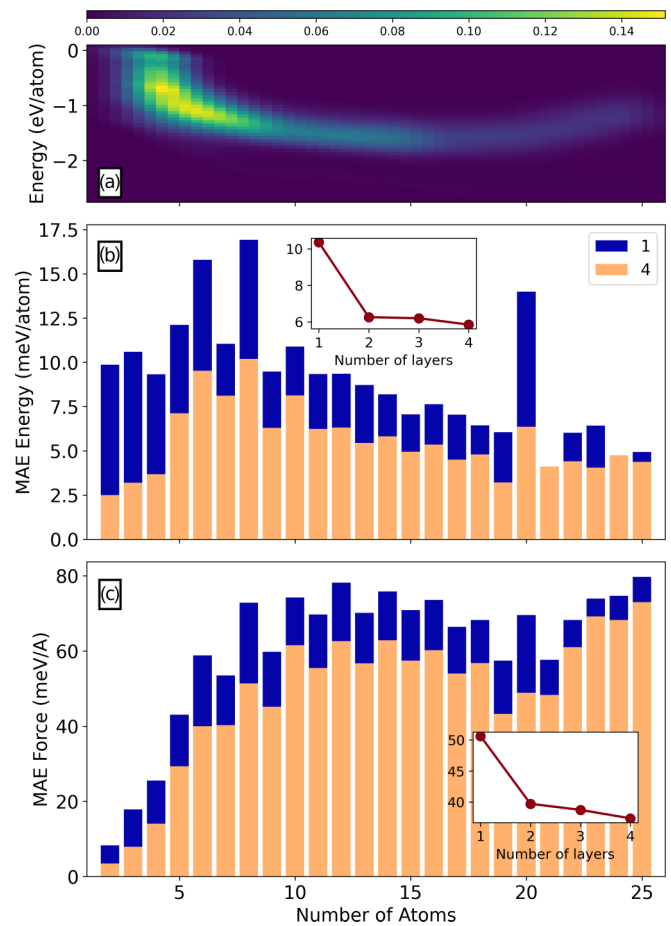 0.00 0.02 0.04 0.06 0.08 0.10 0.12 0.14
0
−1
−2
Energy (eV/atom)
(a)
17.5
15.0
12.5
10.0
7.5
5.0
2.5
0.0
MAE Energy (meV/atom)
(b)
10
8
6
1 2 3 4
Number of layers
1
4
80
60
40
20
0
MAE Force (meV/A)
(c)
50
45
40
1 2 3 4
Number of layers
5 10 15 20 25
Number of Atoms